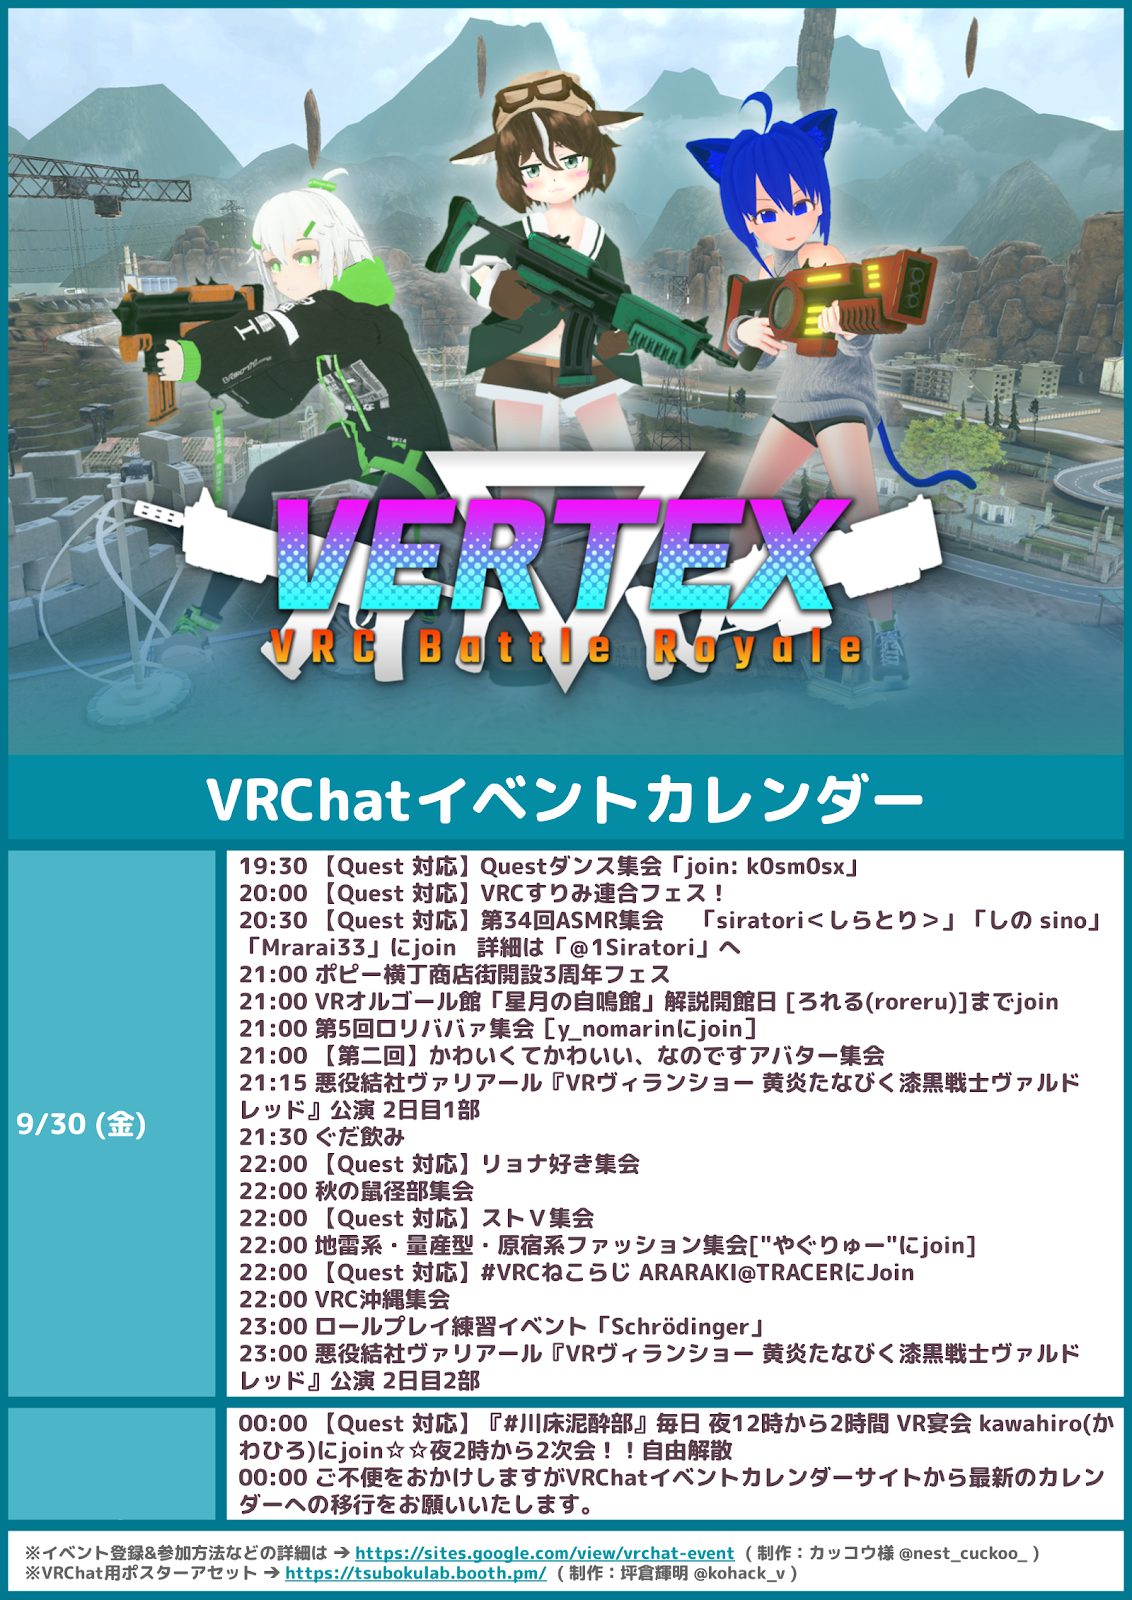 VERTEX
VRC Battle Royale
VRChatイベントカレンダー
9/30 (金)
19:30 【Quest 対応】Questダンス集会「join: k0sm0sx」
20:00 【Quest 対応】VRCすりみ連合フェス！
20:30 【Quest 対応】第34回ASMR集会　「siratori＜しらとり＞」「しの sino」
「Mrarai33」にjoin　詳細は「@1Siratori」へ
21:00 ポピー横丁商店街開設3周年フェス
21:00 VRオルゴール館「星月の自鳴館」解説開館日 [ろれる(roreru)]までjoin
21:00 第5回ロリババァ集会［y_nomarinにjoin］
21:00 【第二回】かわいくてかわいい、なのですアバター集会
21:15 悪役結社ヴァリアール『VRヴィランショー 黄炎たなびく漆黒戦士ヴァルド
レッド』公演 2日目1部
21:30 ぐだ飲み
22:00 【Quest 対応】リョナ好き集会
22:00 秋の鼠径部集会
22:00 【Quest 対応】ストＶ集会
22:00 地雷系・量産型・原宿系ファッション集会["やぐりゅー"にjoin]
22:00 【Quest 対応】#VRCねこらじ ARARAKI@TRACERにJoin
22:00 VRC沖縄集会
23:00 ロールプレイ練習イベント「Schrödinger」
23:00 悪役結社ヴァリアール『VRヴィランショー 黄炎たなびく漆黒戦士ヴァルド
レッド』公演 2日目2部
00:00 【Quest 対応】『#川床泥酔部』毎日 夜12時から2時間 VR宴会 kawahiro(か
わひろ)にjoin☆☆夜2時から2次会！！自由解散
00:00 ご不便をおかけしますがVRChatイベントカレンダーサイトから最新のカレン
ダーへの移行をお願いいたします。
※イベント登録&参加方法などの詳細は → https://sites.google.com/view/vrchat-event ( 制作：カッコウ様 @nest_cuckoo_ )
※VRChat用ポスターアセット → https://tsubokulab.booth.pm/ ( 制作：坪倉輝明 @kohack_v )